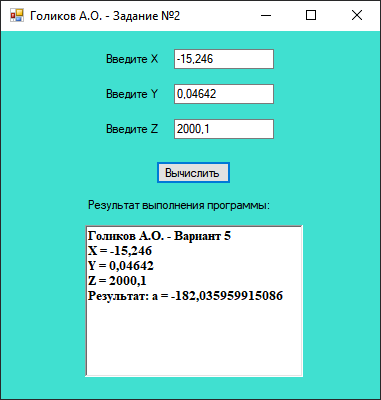 Голиков А.О. - Задание №2
Введите X
-15,246
Введите Y
0,04642
Введите Z
2000,1
Вычислить
Результат выполнения программы:
Голиков А.О. - Вариант 5
X = -15,246
Y = 0,04642
Z = 2000,1
Результат: a = -182,035959915086